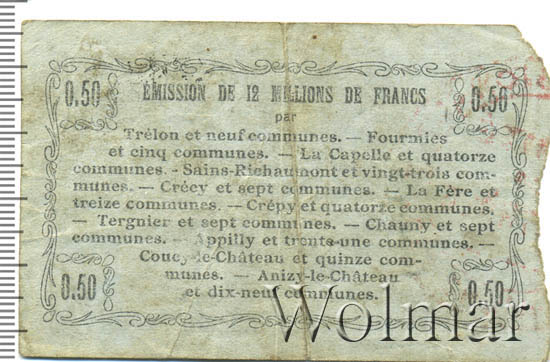 0.50 ÉMISSION DE 12 MILLIONS DE FRANCS 0.50
par
Trélon et neuf communes. — Fourmies
et cinq communes. — La Capelle et quatorze
communes. - Sains-Richaumont et vingt-trois com-
munes. — Crécy et sept communes. — La Fère et
treize communes. — Crépy et quatorze communes.
— Tergnier et sept communes. — Chauny et sept
communes. — Appilly et trente-une communes. —
Coucy-le-Château et quinze com-
munes. — Anizy-le-Château
0.50 et dix-neuf communes. 0.50
Wolmar